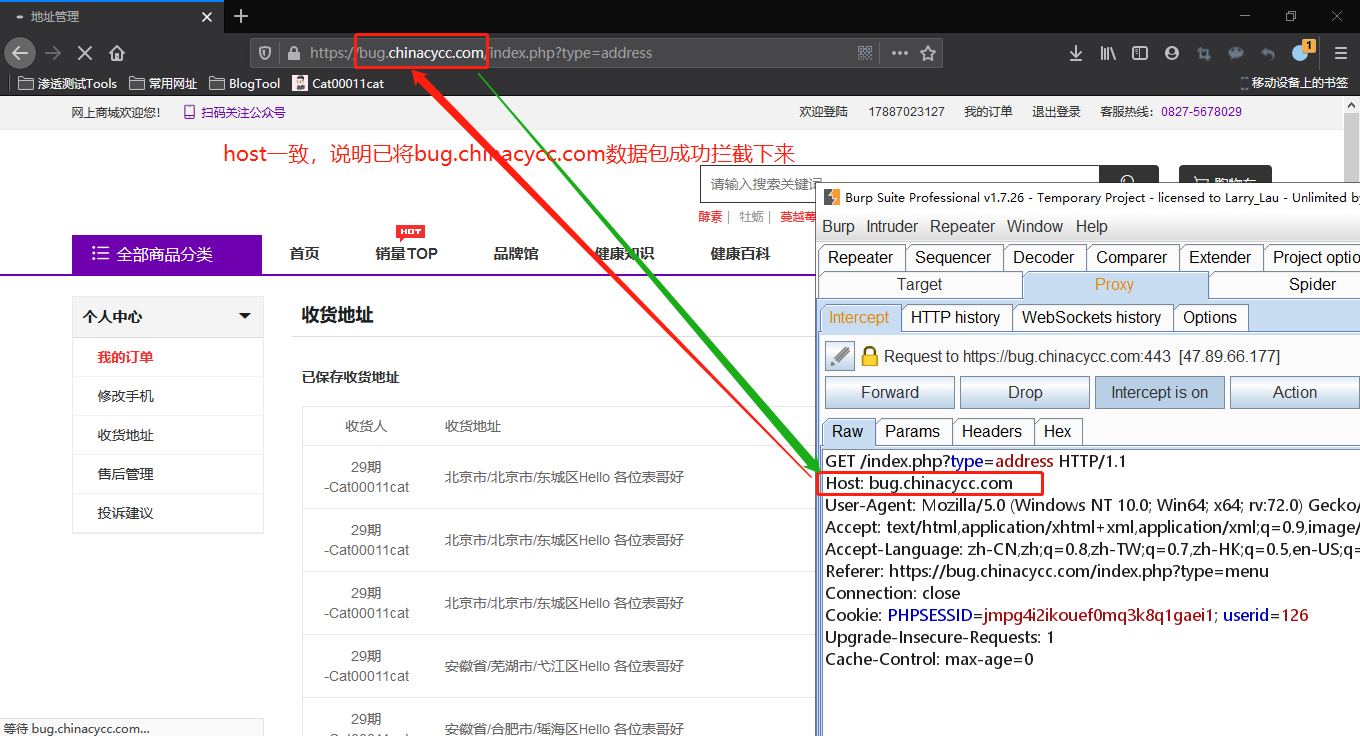 地址管理
https://bug.chinacycc.com/index.php?type=address
1
渗透测试Tools
常用网址
BlogTool
Cat00011cat
移动设备上的书签
网上商城欢迎您!
扫码关注公众号
欢迎登陆
17887023127
我的订单
退出登录
客服热线：0827-5678029
host一致，说明已将bug.chinacycc.com数据包成功拦截下来
请输入搜索关键词
购物车
酵素 | 牡蛎 | 蔓越莓
HOT
全部商品分类
首页
销量TOP
品牌馆
健康知识
健康百科
个人中心
我的订单
修改手机
收货地址
售后管理
投诉建议
收货地址
已保存收货地址
收货人
收货地址
29期
-Cat00011cat
北京市/北京市/东城区Hello 各位表哥好
29期
-Cat00011cat
北京市/北京市/东城区Hello 各位表哥好
29期
-Cat00011cat
北京市/北京市/东城区Hello 各位表哥好
29期
-Cat00011cat
安徽省/芜湖市/弋江区Hello 各位表哥好
29期
-Cat00011cat
安徽省/合肥市/瑶海区Hello 各位表哥好
等待 bug.chinacycc.com...
Burp Suite Professional v1.7.26 - Temporary Project - licensed to Larry_Lau - Unlimited by
Burp Intruder Repeater Window Help
Repeater
Sequencer
Decoder
Comparer
Extender
Project optio
Target
Proxy
Spider
Intercept
HTTP history
WebSockets history
Options
Request to https://bug.chinacycc.com:443 [47.89.66.177]
Forward
Drop
Intercept is on
Action
Raw
Params
Headers
Hex
GET /index.php?type=address HTTP/1.1
Host: bug.chinacycc.com
User-Agent: Mozilla/5.0 (Windows NT 10.0; Win64; x64; rv:72.0) Gecko/
Accept: text/html,application/xhtml+xml,application/xml;q=0.9,image/
Accept-Language: zh-CN,zh;q=0.8,zh-TW;q=0.7,zh-HK;q=0.5,en-US;q=
Referer: https://bug.chinacycc.com/index.php?type=menu
Connection: close
Cookie: PHPSESSID=jmpg4i2ikouef0mq3k8q1gaei1; userid=126
Upgrade-Insecure-Requests: 1
Cache-Control: max-age=0